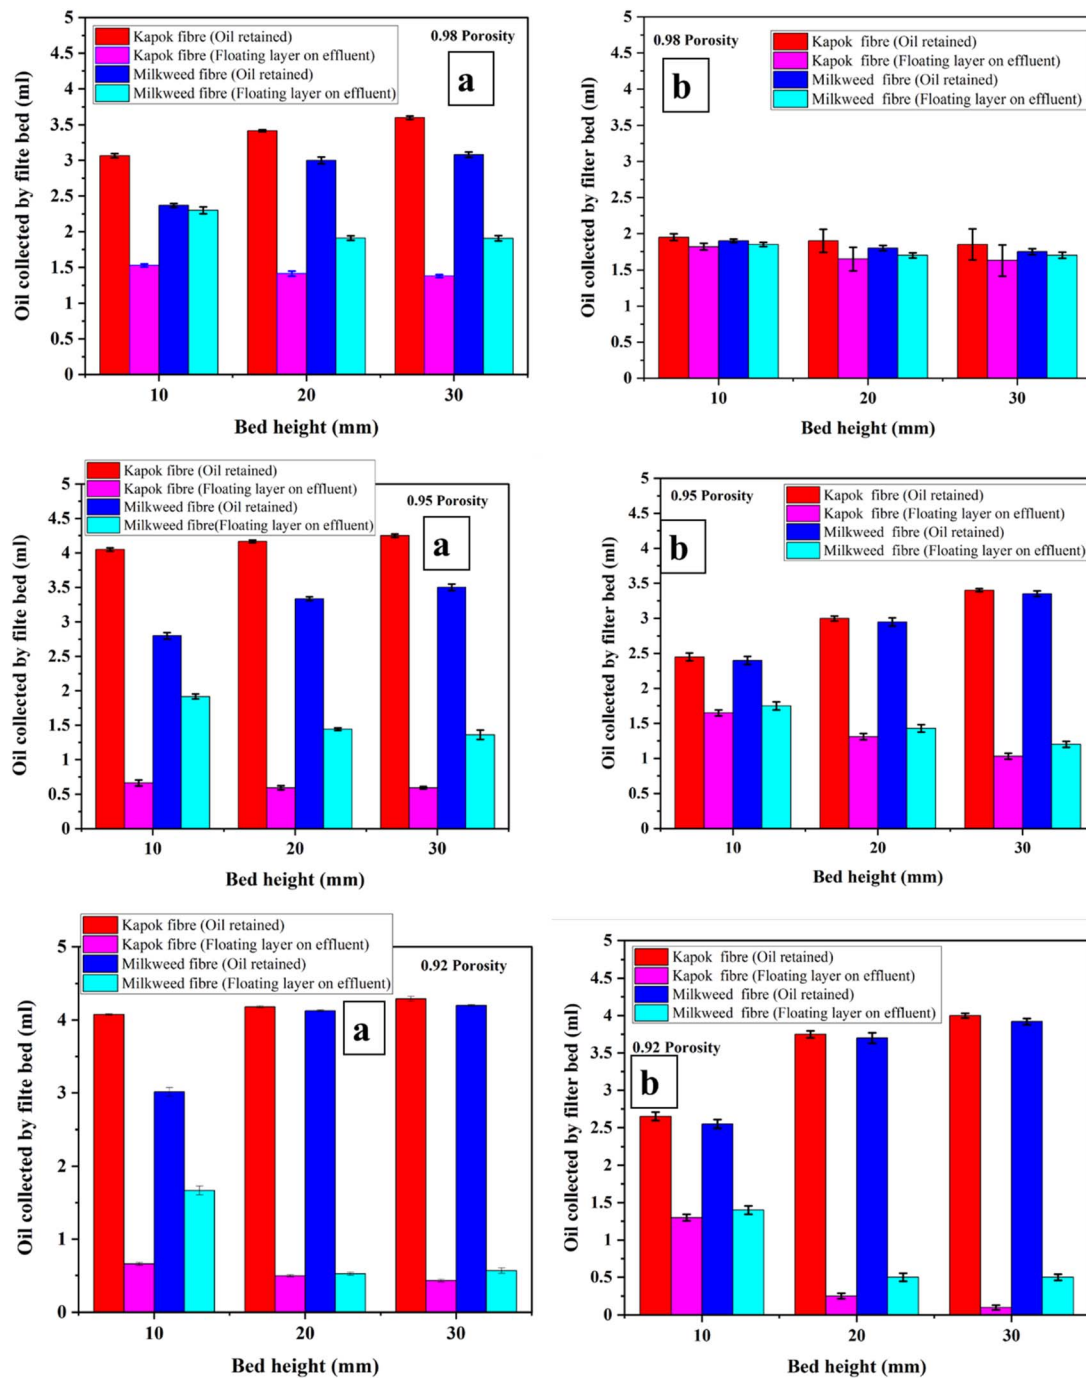 5
4.5
4
3.5
3
2.5
2
1.5
1
0.5
0
Oil collected by filte bed (ml)
Kapok fibre (Oil retained)
Kapok fibre (Floating layer on effluent)
Milkweed fibre (Oil retained)
Milkweed fibre (Floating layer on effluent)
0.98 Porosity
a
10
20
30
Bed height (mm)
5
4.5
4
3.5
3
2.5
2
1.5
1
0.5
0
Oil collected by filter bed (ml)
0.98 Porosity
b
Kapok fibre (Oil retained)
Kapok fibre (Floating layer on effluent)
Milkweed fibre (Oil retained)
Milkweed fibre (Floating layer on effluent)
10
20
30
Bed height (mm)
Kapok fibre (Oil retained)
Kapok fibre (Floating layer on effluent)
Milkweed fibre (Oil retained)
Milkweed fibre(Floating layer on effluent)
5
4.5
4
3.5
3
2.5
2
1.5
1
0.5
0
Oil collected by filte bed (ml)
0.95 Porosity
a
10
20
30
Bed height (mm)
5
4.5
4
3.5
3
2.5
2
1.5
1
0.5
0
Oil collected by filter bed (ml)
0.95 Porosity
b
Kapok fibre (Oil retained)
Kapok fibre (Floating layer on effluent)
Milkweed fibre (Oil retained)
Milkweed fibre (Floating layer on effluent)
10
20
30
Bed height (mm)
Kapok fibre (Oil retained)
Kapok fibre (Floating layer on effluent)
Milkweed fibre (Oil retained)
Milkweed fibre (Floating layer on effluent)
5
4
3
2
1
0
Oil collected by filte bed (ml)
0.92 Porosity
a
10
20
30
Bed height (mm)
5
4.5
4
3.5
3
2.5
2
1.5
1
0.5
0
Oil collected by filter bed (ml)
Kapok fibre (Oil retained)
Kapok fibre (Floating layer on effluent)
Milkweed fibre (Oil retained)
Milkweed fibre (Floating layer on effluent)
0.92 Porosity
b
10
20
30
Bed height (mm)